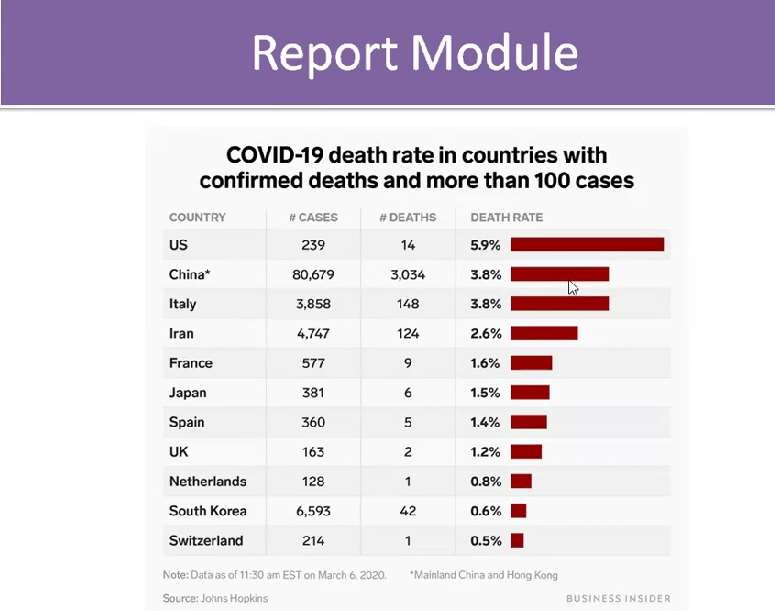 Report Module
COVID-19 death rate in countries with
confirmed deaths and more than 100 cases
COUNTRY # CASES # DEATHS DEATH RATE
US 239 14 5.9%
China* 80,679 3,034 3.8%
Italy 3,858 148 3.8%
Iran 4,747 124 2.6%
France 577 9 1.6%
Japan 381 6 1.5%
Spain 360 5 1.4%
UK 163 2 1.2%
Netherlands 128 1 0.8%
South Korea 6,593 42 0.6%
Switzerland 214 1 0.5%
Note: Data as of 11:30 am EST on March 6, 2020. *Mainland China and Hong Kong
Source: Johns Hopkins BUSINESS INSIDER